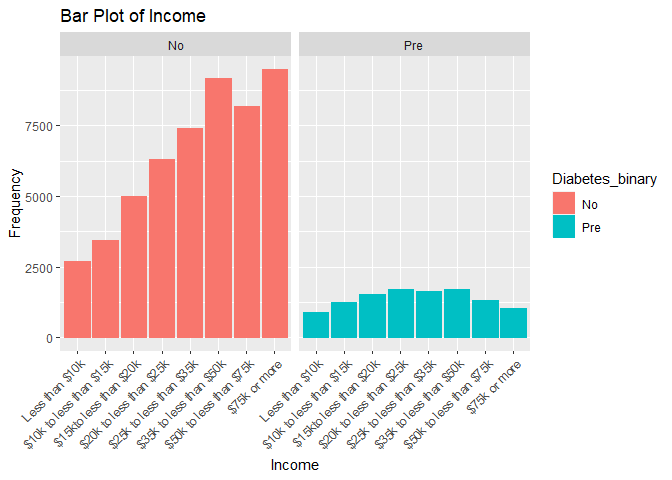 Bar Plot of Income
No
Pre
Frequency
7500
5000
2500
0
Less than $10k
$10k to less than $15k
$15kto less than $20k
$20k to less than $25k
$25k to less than $35k
$35k to less than $50k
$50k to less than $75k
$75k or more
Less than $10k
$10k to less than $15k
$15kto less than $20k
$20k to less than $25k
$25k to less than $35k
$35k to less than $50k
$50k to less than $75k
$75k or more
Income
Diabetes_binary
No
Pre